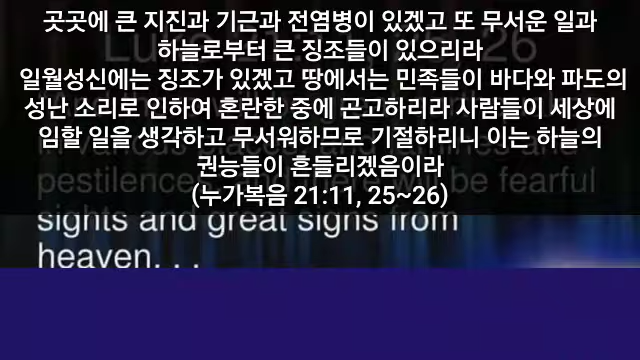 곳곳에 큰 지진과 기근과 전염병이 있겠고 또 무서운 일과
하늘로부터 큰 징조들이 있으리라
일월성신에는 징조가 있겠고 땅에서는 민족들이 바다와 파도의
성난 소리로 인하여 혼란한 중에 곤고하리라 사람들이 세상에
임할 일을 생각하고 무서워하므로 기절하리니 이는 하늘의
권능들이 흔들리겠음이라
(누가복음 21:11, 25~26)
pestilences be fearful
sights and great signs from
heaven. . .